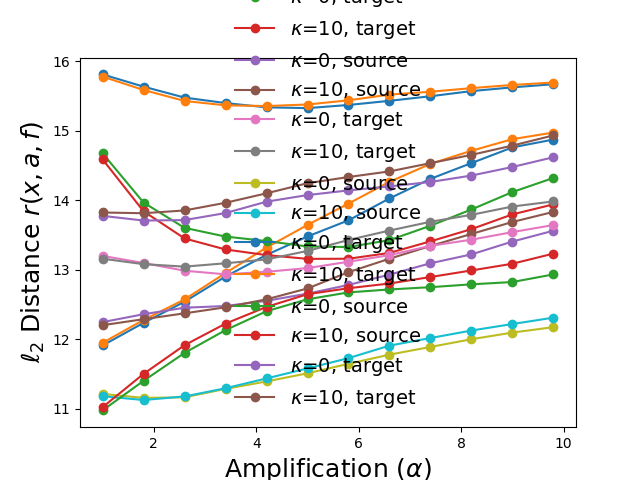 κ=0, target
κ=10, target
κ=0, source
κ=10, source
κ=0, target
κ=10, target
κ=0, source
κ=10, source
κ=0, target
κ=10, target
κ=0, source
κ=10, source
κ=0, target
κ=10, target
16
15
14
13
12
11
ℓ₂ Distance r(x, a, f)
2
4
6
8
10
Amplification (α)